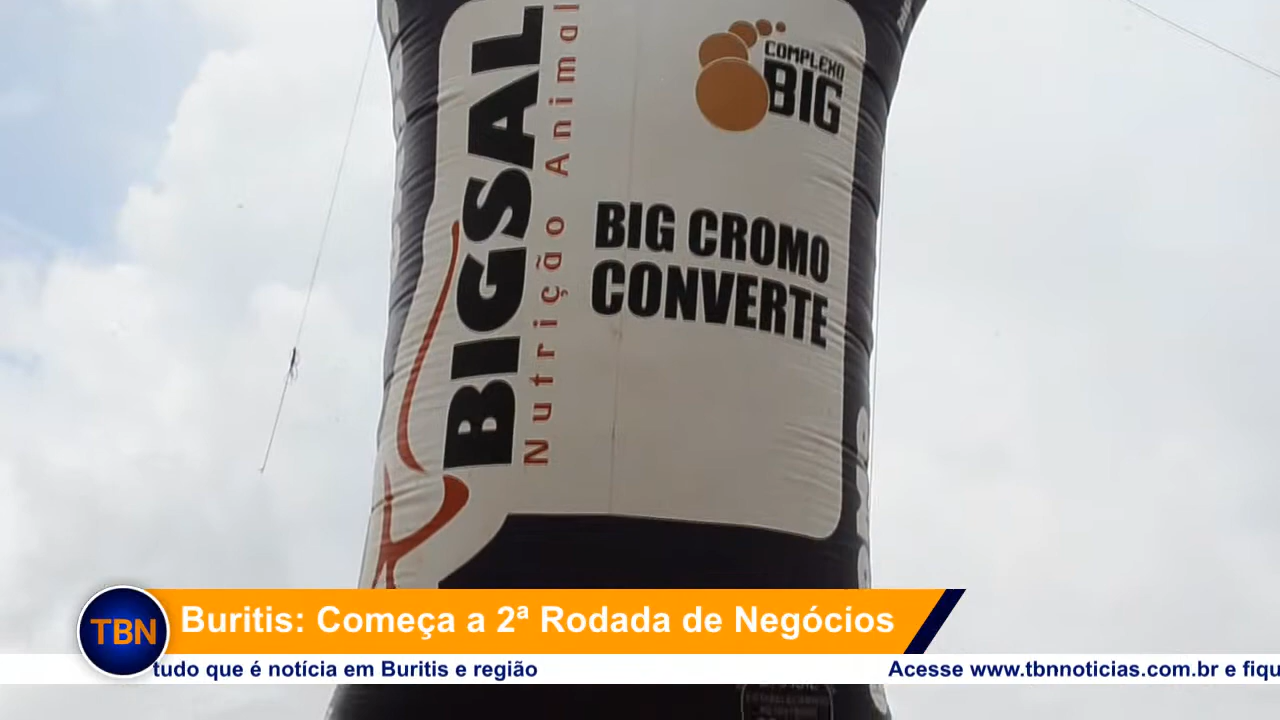 BIGSAL
Nutrição Animal
COMPLEXO
BIG
BIG CROMO
CONVERTE
TBN
Buritis: Começa a 2ª Rodada de Negócios
tudo que é notícia em Buritis e região
Acesse www.tbnnoticias.com.br e fiqu